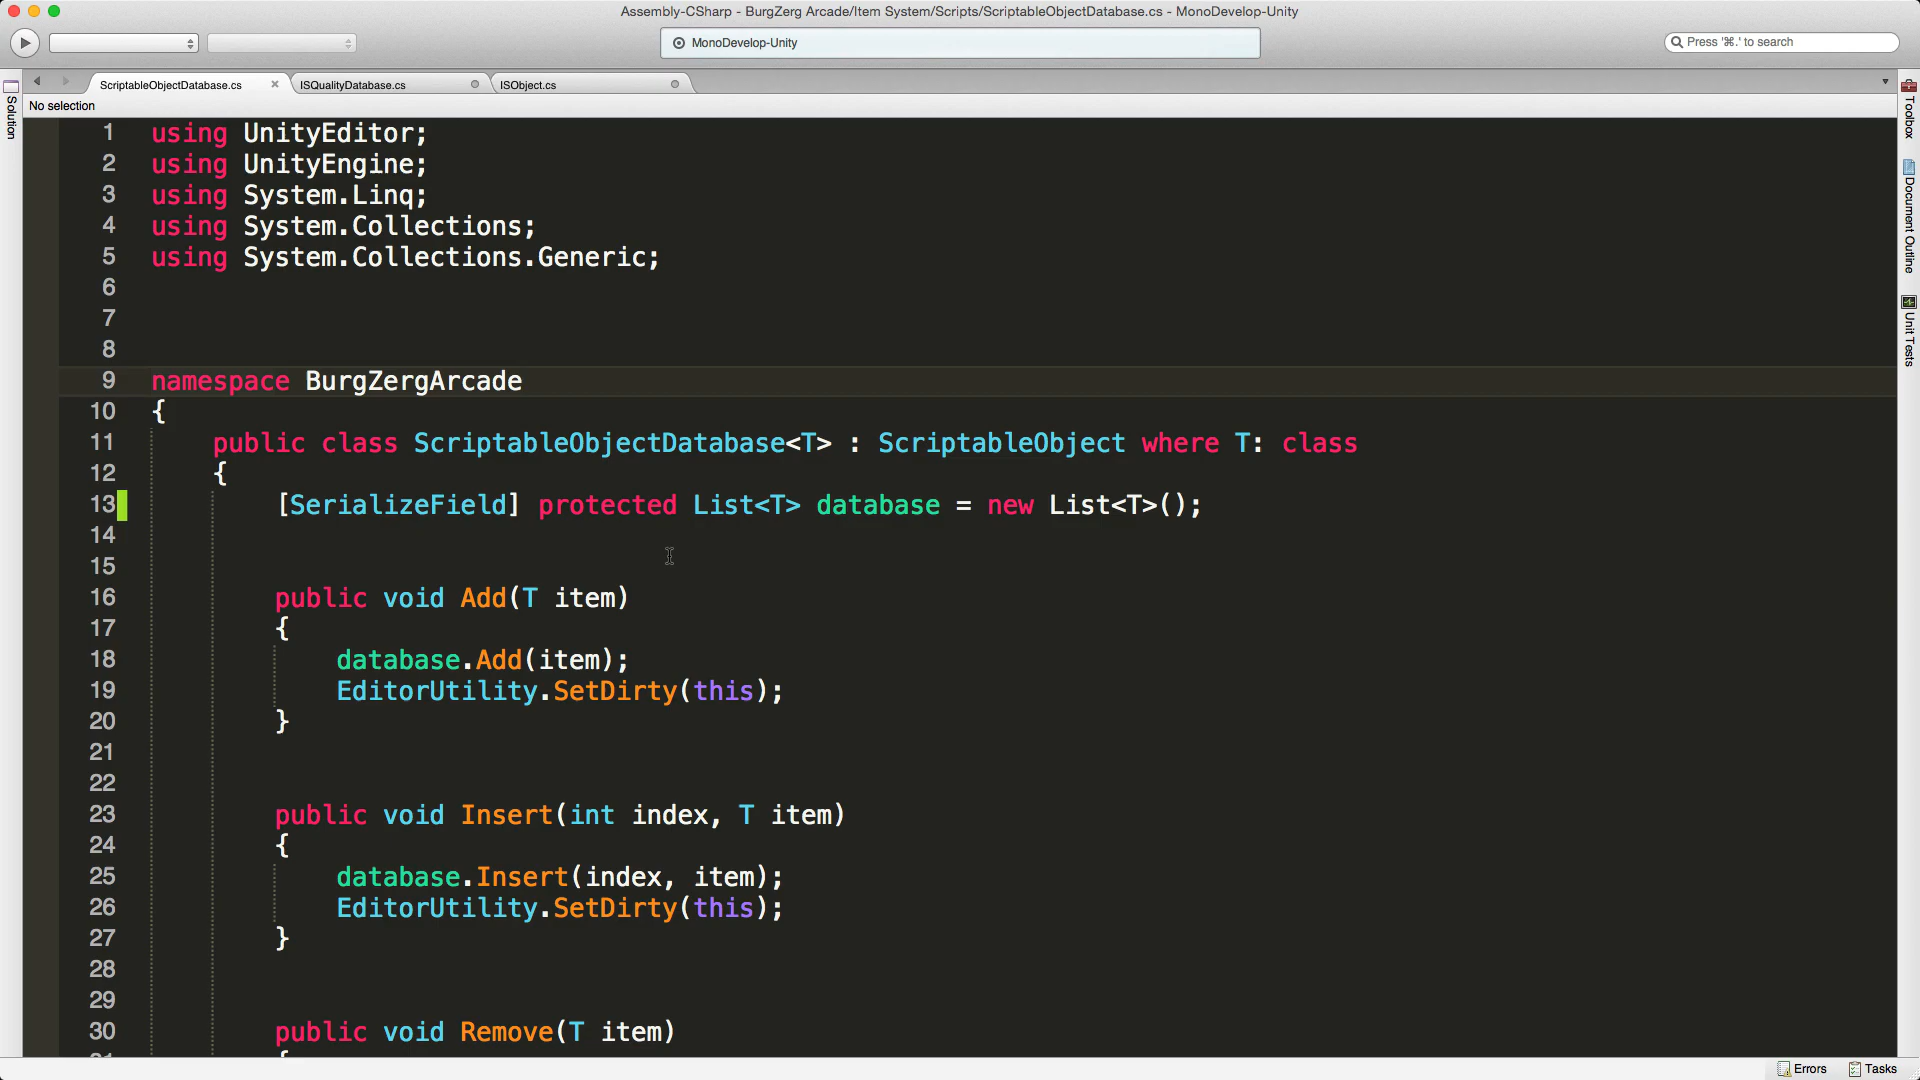 Assembly-CSharp - BurgZerg Arcade/Item System/Scripts/ScriptableObjectDatabase.cs - MonoDevelop-Unity
MonoDevelop-Unity
Press '⌘.' to search
ScriptableObjectDatabase.cs
ISQualityDatabase.cs
ISObject.cs
No selection
Solution
Toolbox
Document Outline
Unit Tests
1 using UnityEditor;
2 using UnityEngine;
3 using System.Linq;
4 using System.Collections;
5 using System.Collections.Generic;
6
7
8
9 namespace BurgZergArcade
10 {
11 public class ScriptableObjectDatabase<T> : ScriptableObject where T: class
12 {
13 [SerializeField] protected List<T> database = new List<T>();
14
15
16 public void Add(T item)
17 {
18 database.Add(item);
19 EditorUtility.SetDirty(this);
20 }
21
22
23 public void Insert(int index, T item)
24 {
25 database.Insert(index, item);
26 EditorUtility.SetDirty(this);
27 }
28
29
30 public void Remove(T item)
Errors
Tasks